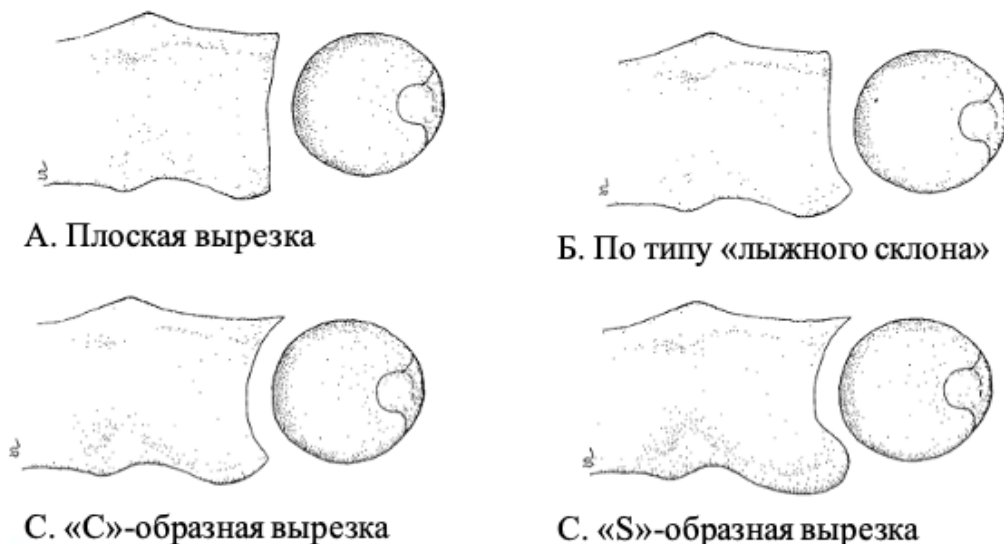 А. Плоская вырезка
Б. По типу «лыжного склона»
С. «С»-образная вырезка
С. «S»-образная вырезка